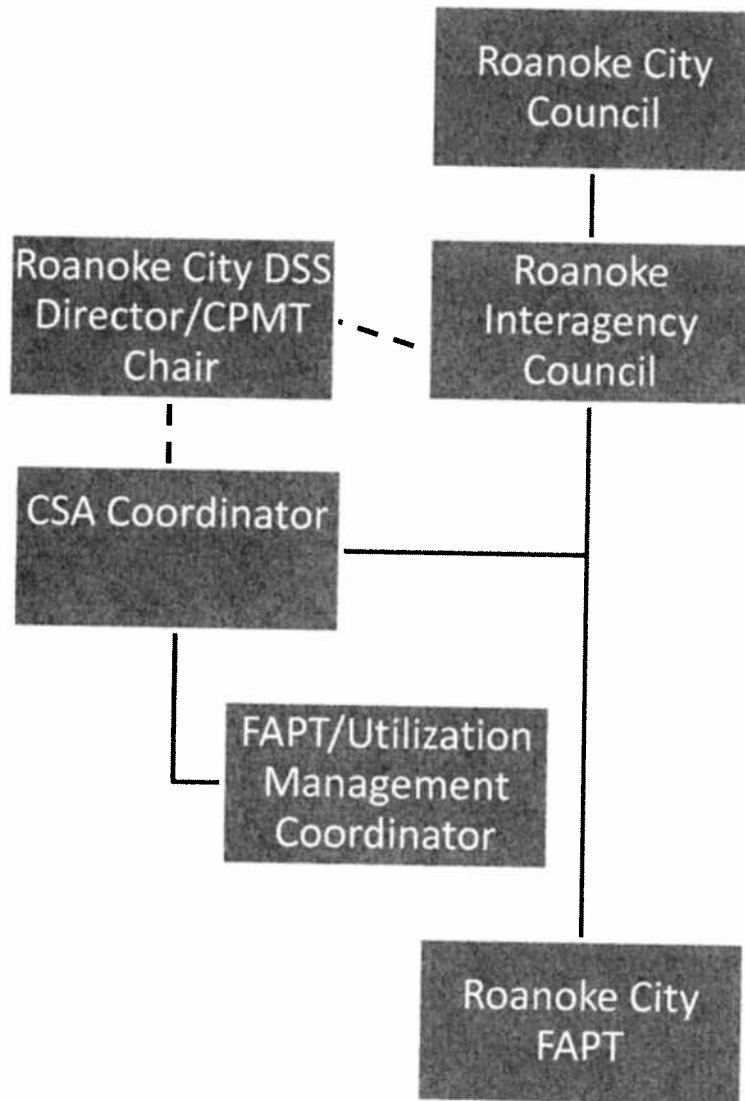 Roanoke City
Council
Roanoke City DSS
Director/CPMT
Chair
Roanoke
Interagency
Council
CSA Coordinator
FAPT/Utilization
Management
Coordinator
Roanoke City
FAPT